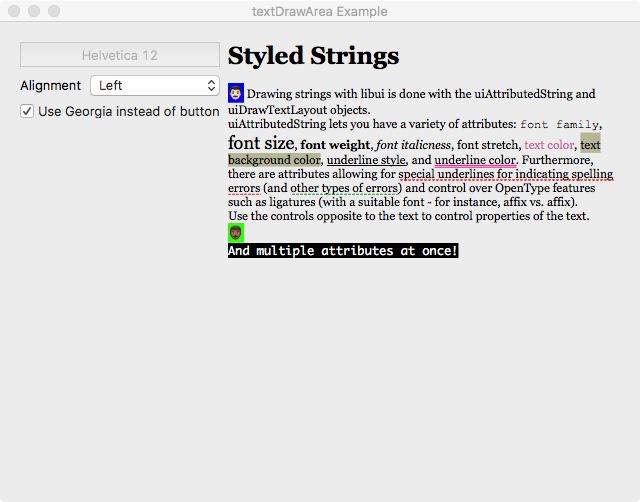 textDrawArea Example
Helvetica 12
Alignment
Left
Use Georgia instead of button
Styled Strings
Drawing strings with libui is done with the uiAttributedString and
uiDrawTextLayout objects.
uiAttributedString lets you have a variety of attributes: font family,
font size, font weight, font italicness, font stretch, text color, text
background color, underline style, and underline color. Furthermore,
there are attributes allowing for special underlines for indicating spelling
errors (and other types of errors) and control over OpenType features
such as ligatures (with a suitable font - for instance, affix vs. affix).
Use the controls opposite to the text to control properties of the text.
And multiple attributes at once!